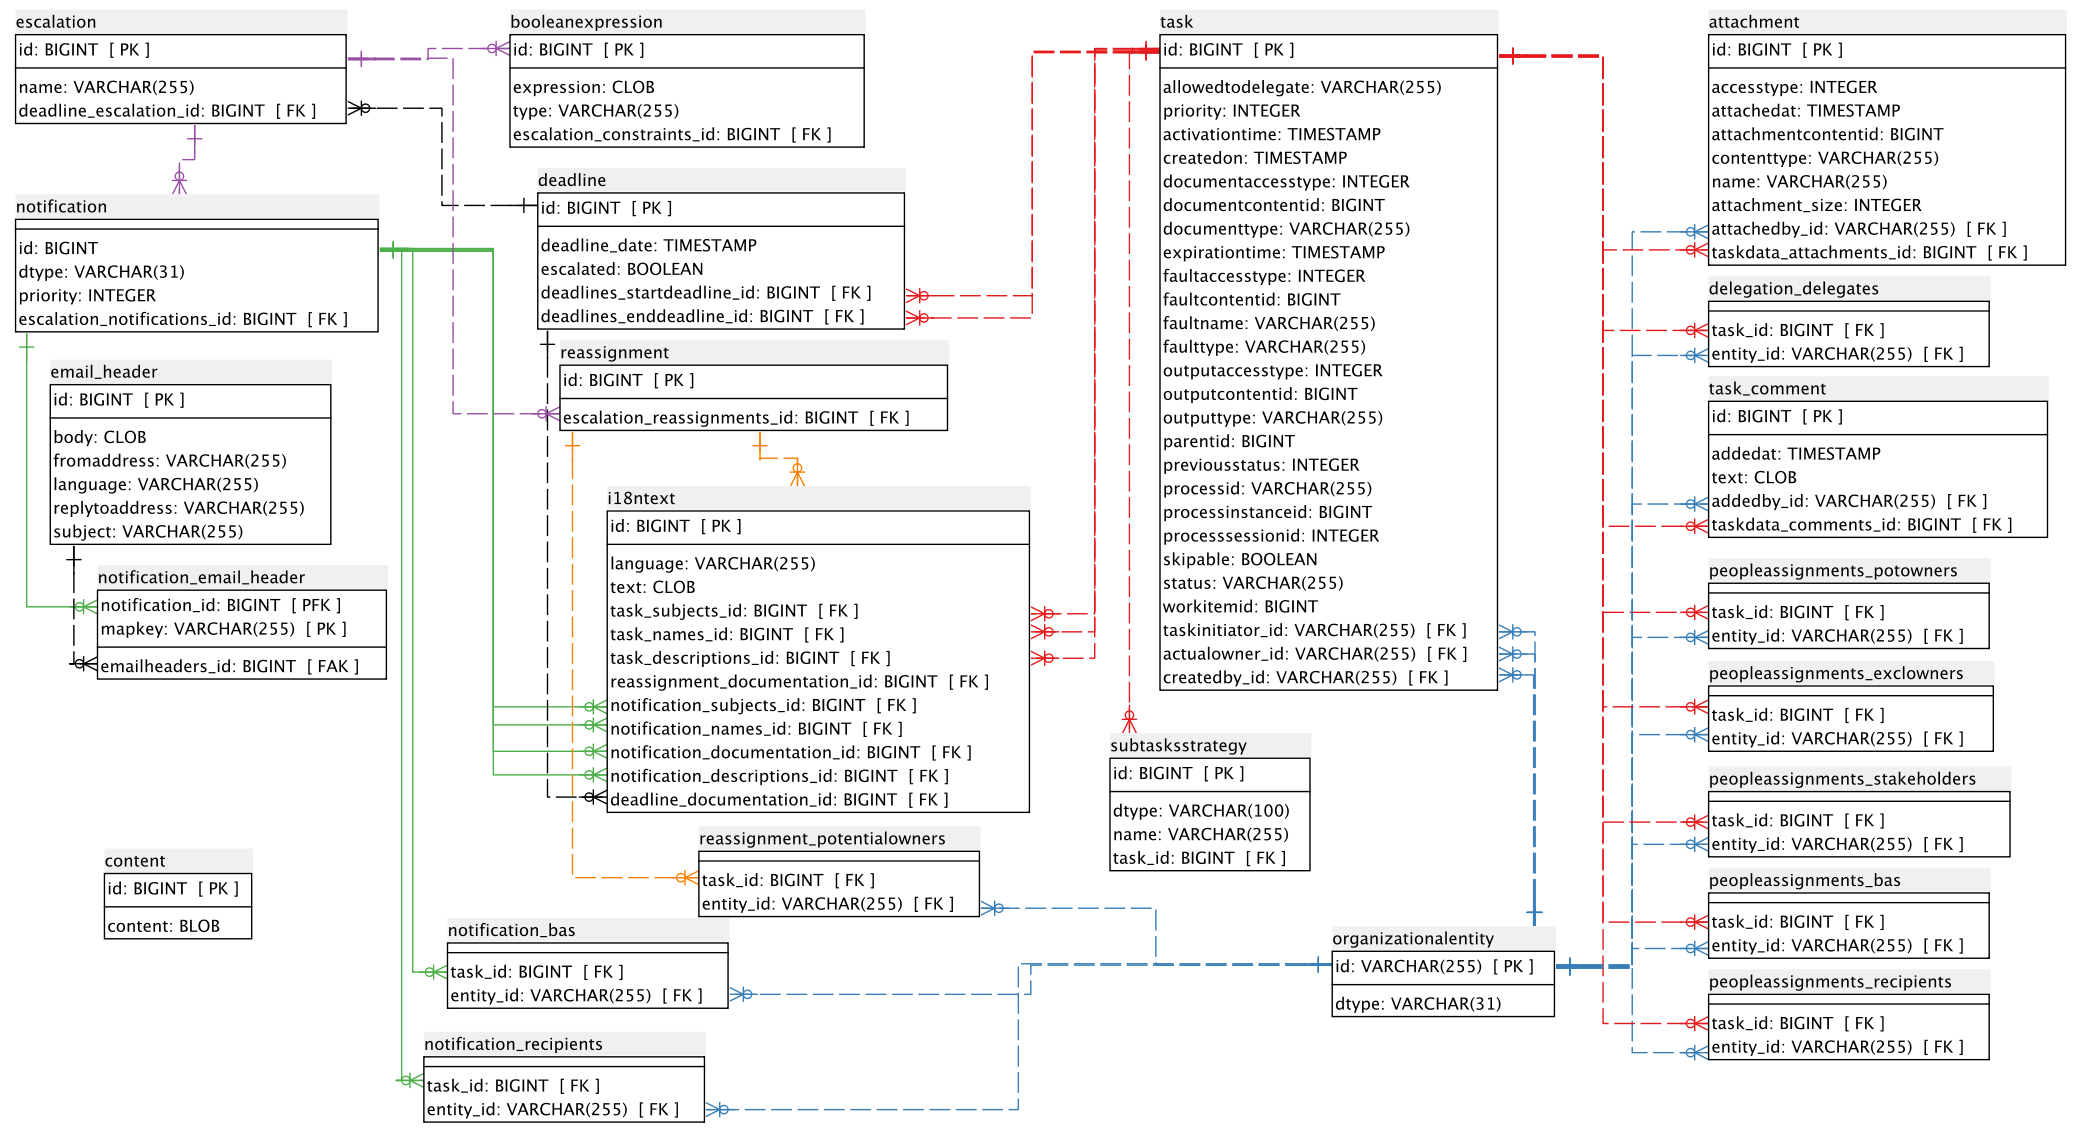 escalation
id: BIGINT [ PK ]
name: VARCHAR(255)
deadline_escalation_id: BIGINT [ FK ]
booleanexpression
id: BIGINT [ PK ]
expression: CLOB
type: VARCHAR(255)
escalation_constraints_id: BIGINT [ FK ]
notification
id: BIGINT
dtype: VARCHAR(31)
priority: INTEGER
escalation_notifications_id: BIGINT [ FK ]
deadline
id: BIGINT [ PK ]
deadline_date: TIMESTAMP
escalated: BOOLEAN
deadlines_startdeadline_id: BIGINT [ FK ]
deadlines_enddeadline_id: BIGINT [ FK ]
reassignment
id: BIGINT [ PK ]
escalation_reassignments_id: BIGINT [ FK ]
email_header
id: BIGINT [ PK ]
body: CLOB
fromaddress: VARCHAR(255)
language: VARCHAR(255)
replytoaddress: VARCHAR(255)
subject: VARCHAR(255)
notification_email_header
notification_id: BIGINT [ PFK ]
mapkey: VARCHAR(255) [ PK ]
emailheaders_id: BIGINT [ FAK ]
i18ntext
id: BIGINT [ PK ]
language: VARCHAR(255)
text: CLOB
task_subjects_id: BIGINT [ FK ]
task_names_id: BIGINT [ FK ]
task_descriptions_id: BIGINT [ FK ]
reassignment_documentation_id: BIGINT [ FK ]
notification_subjects_id: BIGINT [ FK ]
notification_names_id: BIGINT [ FK ]
notification_documentation_id: BIGINT [ FK ]
notification_descriptions_id: BIGINT [ FK ]
deadline_documentation_id: BIGINT [ FK ]
content
id: BIGINT [ PK ]
content: BLOB
reassignment_potentialowners
task_id: BIGINT [ FK ]
entity_id: VARCHAR(255) [ FK ]
notification_bas
task_id: BIGINT [ FK ]
entity_id: VARCHAR(255) [ FK ]
notification_recipients
task_id: BIGINT [ FK ]
entity_id: VARCHAR(255) [ FK ]
task
id: BIGINT [ PK ]
allowedtodelegate: VARCHAR(255)
priority: INTEGER
activationtime: TIMESTAMP
createdon: TIMESTAMP
documentaccesstype: INTEGER
documentcontentid: BIGINT
documenttype: VARCHAR(255)
expirationtime: TIMESTAMP
faultaccesstype: INTEGER
faultcontentid: BIGINT
faultname: VARCHAR(255)
faulttype: VARCHAR(255)
outputaccesstype: INTEGER
outputcontentid: BIGINT
outputtype: VARCHAR(255)
parentid: BIGINT
previousstatus: INTEGER
processid: VARCHAR(255)
processinstanceid: BIGINT
processsessionid: INTEGER
skipable: BOOLEAN
status: VARCHAR(255)
workitemid: BIGINT
taskinitiator_id: VARCHAR(255) [ FK ]
actualowner_id: VARCHAR(255) [ FK ]
createdby_id: VARCHAR(255) [ FK ]
subtasksstrategy
id: BIGINT [ PK ]
dtype: VARCHAR(100)
name: VARCHAR(255)
task_id: BIGINT [ FK ]
organizationalentity
id: VARCHAR(255) [ PK ]
dtype: VARCHAR(31)
attachment
id: BIGINT [ PK ]
accesstype: INTEGER
attachedat: TIMESTAMP
attachmentcontentid: BIGINT
contenttype: VARCHAR(255)
name: VARCHAR(255)
attachment_size: INTEGER
attachedby_id: VARCHAR(255) [ FK ]
taskdata_attachments_id: BIGINT [ FK ]
delegation_delegates
task_id: BIGINT [ FK ]
entity_id: VARCHAR(255) [ FK ]
task_comment
id: BIGINT [ PK ]
addedat: TIMESTAMP
text: CLOB
addedby_id: VARCHAR(255) [ FK ]
taskdata_comments_id: BIGINT [ FK ]
peopleassignments_potowners
task_id: BIGINT [ FK ]
entity_id: VARCHAR(255) [ FK ]
peopleassignments_exclowners
task_id: BIGINT [ FK ]
entity_id: VARCHAR(255) [ FK ]
peopleassignments_stakeholders
task_id: BIGINT [ FK ]
entity_id: VARCHAR(255) [ FK ]
peopleassignments_bas
task_id: BIGINT [ FK ]
entity_id: VARCHAR(255) [ FK ]
peopleassignments_recipients
task_id: BIGINT [ FK ]
entity_id: VARCHAR(255) [ FK ]